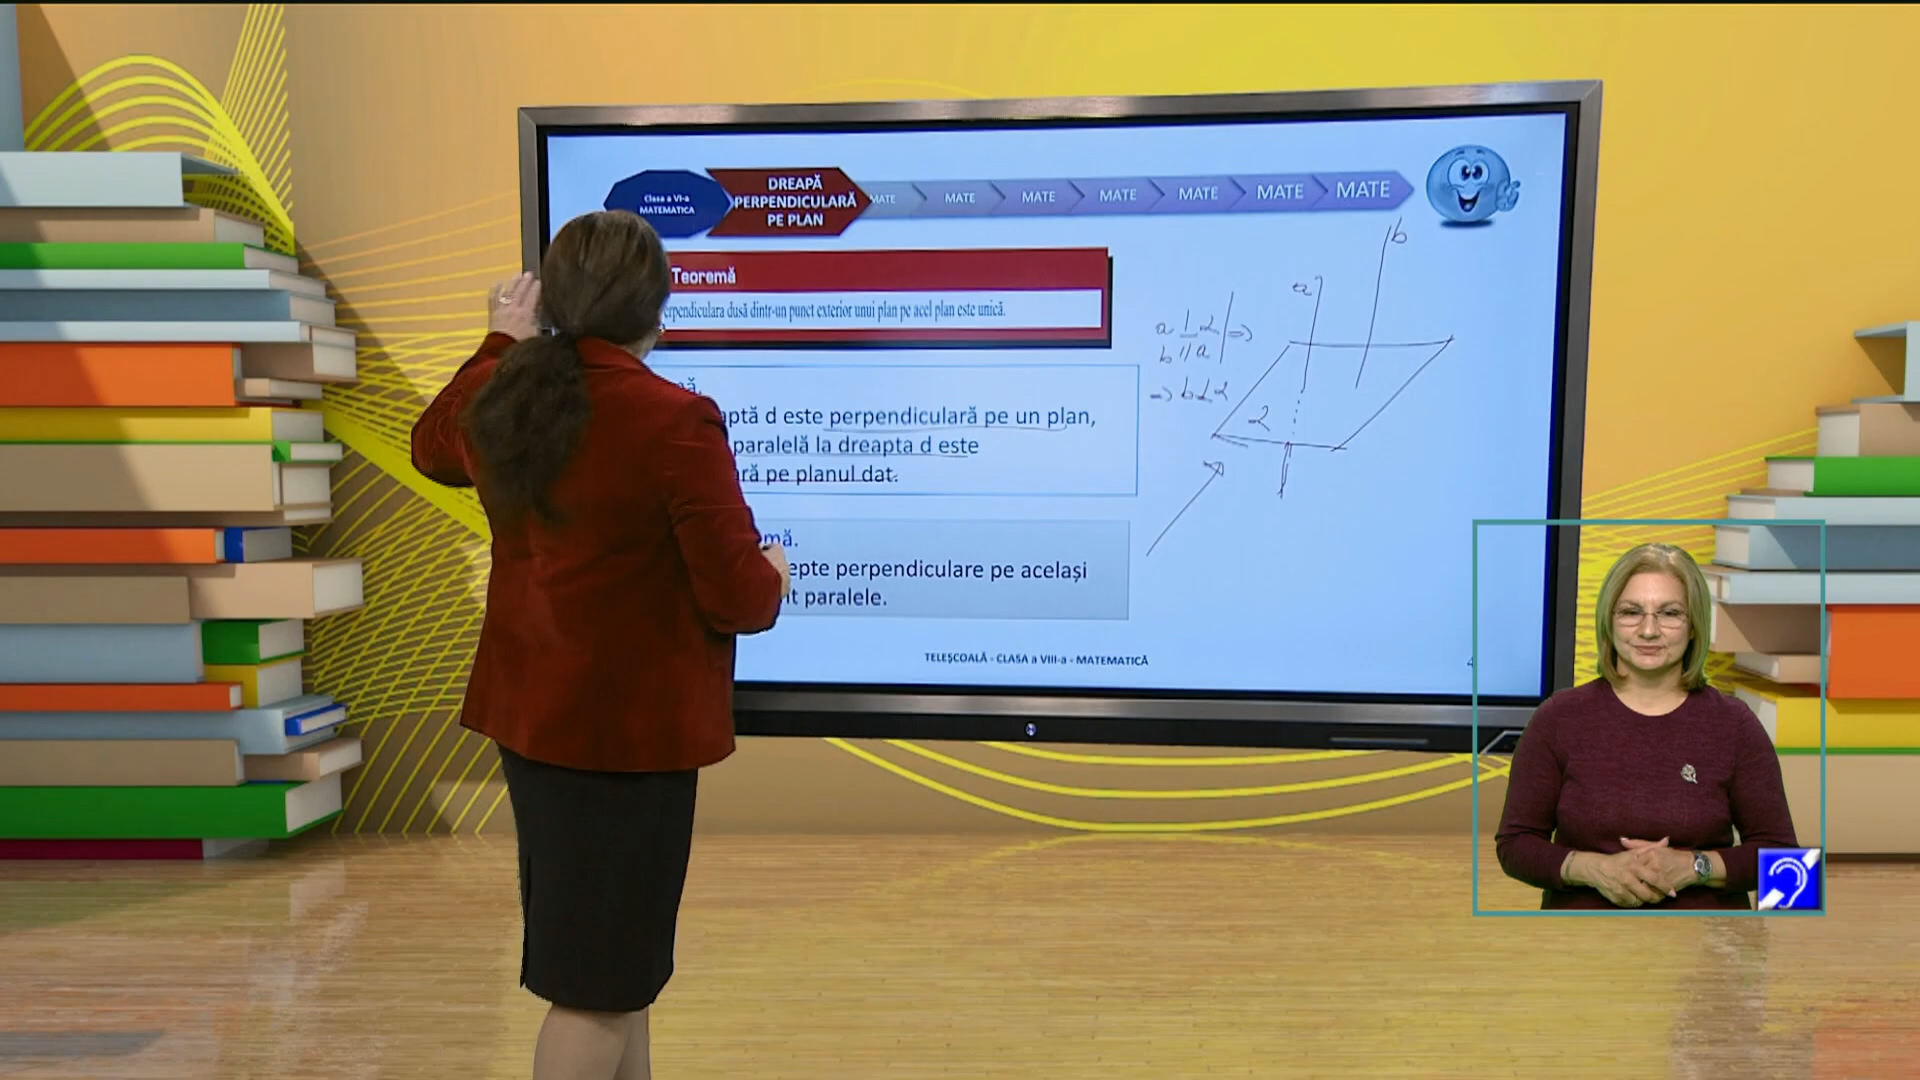 Clasa a VI-a
MATEMATICA
DREAPĂ
PERPENDICULARĂ
PE PLAN
MATE MATE MATE MATE MATE MATE MATE
Teoremă
erpendiculara dusă dintr-un punct exterior unui plan pe acel plan este unică.
ă.
aptă d este perpendiculară pe un plan,
paralelă la dreapta d este
ră pe planul dat.
mă.
epte perpendiculare pe același
nt paralele.
a ⊥ α | =>
b // a
=> b ⊥ α
a
b
α
TELEȘCOALĂ - CLASA a VIII-a - MATEMATICĂ
4